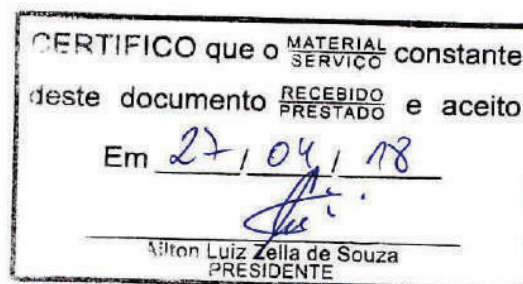 CERTIFICO que o MATERIAL/SERVIÇO constante
deste documento RECEBIDO/PRESTADO e aceito
Em 27 / 04 / 18
Ailton Luiz Zella de Souza
PRESIDENTE